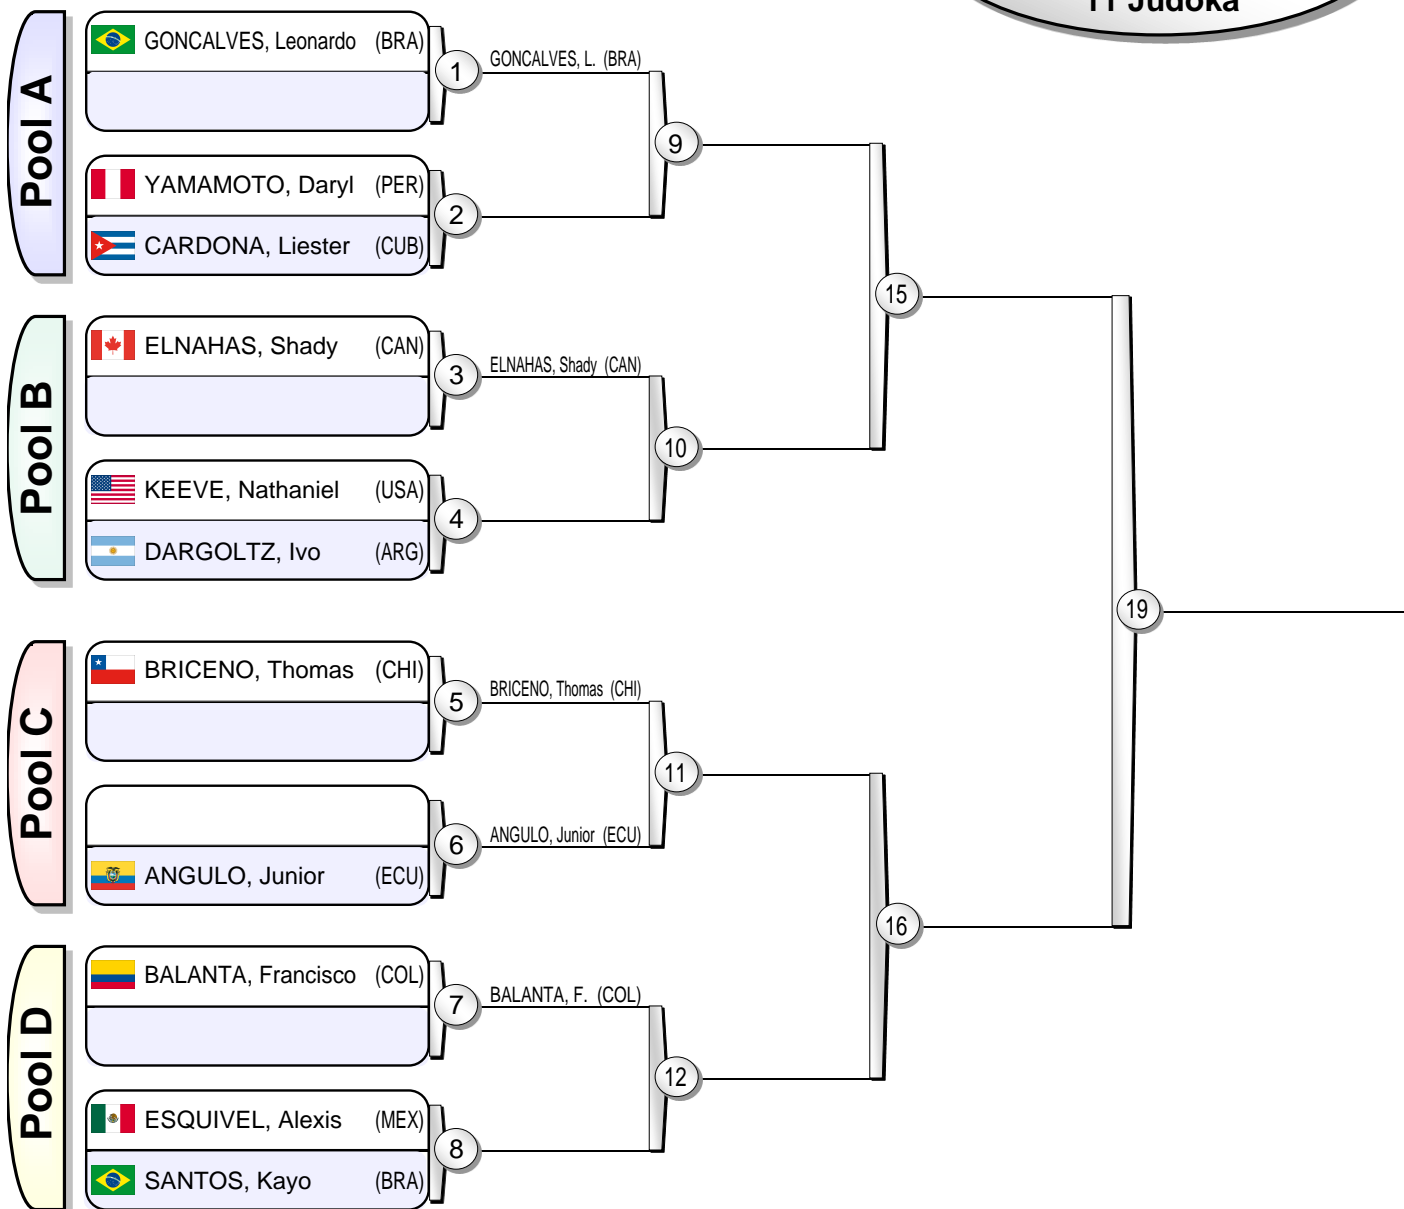 11 Judoka
Pool A
GONCALVES, Leonardo (BRA)
1
GONCALVES, L. (BRA)
9
YAMAMOTO, Daryl (PER)
2
CARDONA, Liester (CUB)
15
Pool B
ELNAHAS, Shady (CAN)
3
ELNAHAS, Shady (CAN)
10
KEEVE, Nathaniel (USA)
4
DARGOLTZ, Ivo (ARG)
19
Pool C
BRICENO, Thomas (CHI)
5
BRICENO, Thomas (CHI)
11
6
ANGULO, Junior (ECU)
ANGULO, Junior (ECU)
16
Pool D
BALANTA, Francisco (COL)
7
BALANTA, F. (COL)
12
ESQUIVEL, Alexis (MEX)
8
SANTOS, Kayo (BRA)